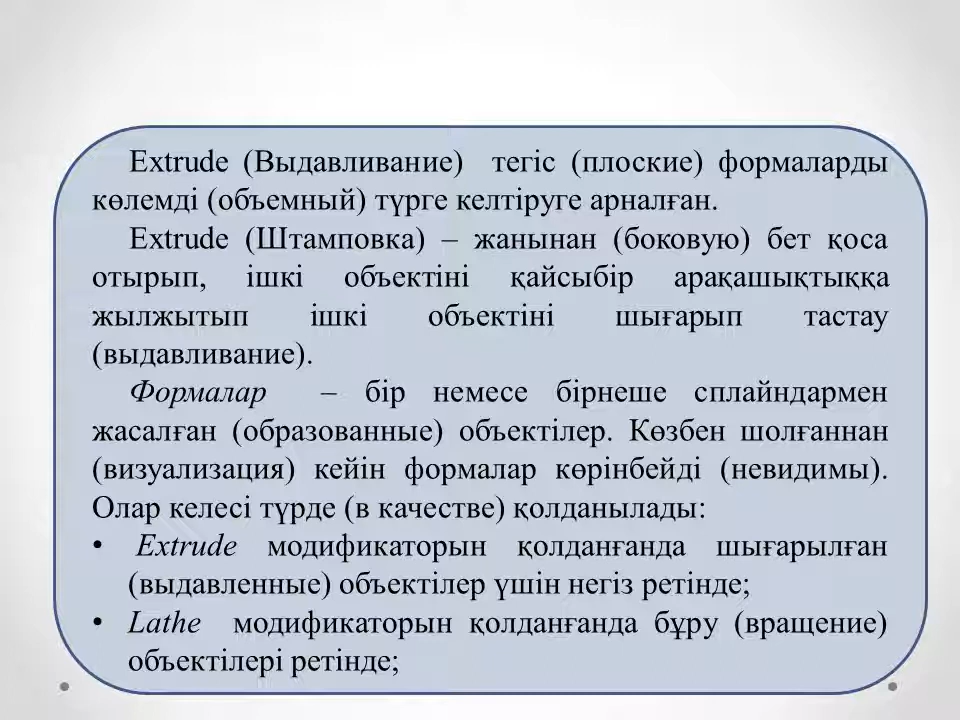 Extrude (Выдавливание) тегіс (плоские) формаларды
көлемді (объемный) түрге келтіруге арналған.
Extrude (Штамповка) – жанынан (боковую) бет қоса
отырып, ішкі объектіні қайсыбір арақашықтыққа
жылжытып ішкі объектіні шығарып тастау
(выдавливание).
Формалар – бір немесе бірнеше сплайндармен
жасалған (образованные) объектілер. Көзбен шолғаннан
(визуализация) кейін формалар көрінбейді (невидимы).
Олар келесі түрде (в качестве) қолданылады:
• Extrude модификаторын қолданғанда шығарылған
(выдавленные) объектілер үшін негіз ретінде;
• Lathe модификаторын қолданғанда бұру (вращение)
объектілері ретінде;